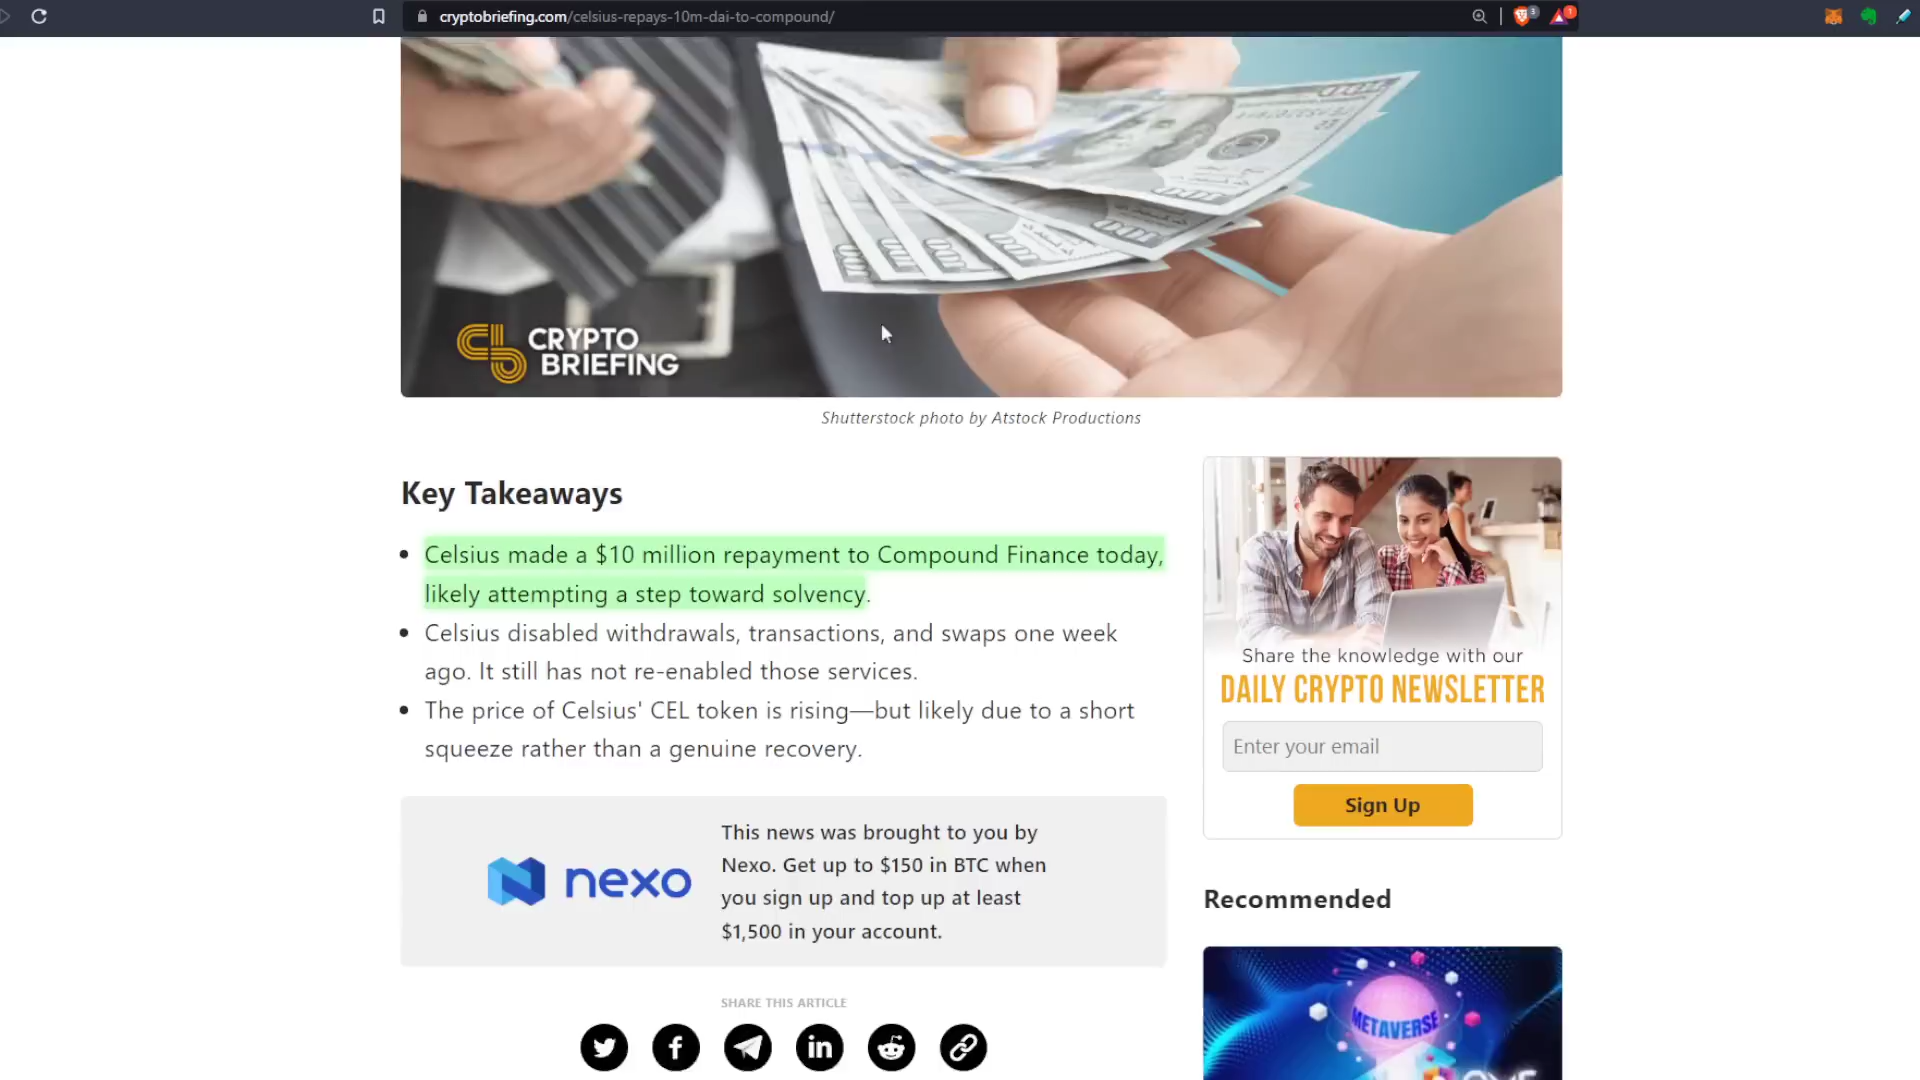 cryptobriefing.com/celsius-repays-10m-dai-to-compound/
3
1
CRYPTO
BRIEFING
Shutterstock photo by Atstock Productions
Key Takeaways
Celsius made a $10 million repayment to Compound Finance today,
likely attempting a step toward solvency.
Celsius disabled withdrawals, transactions, and swaps one week
ago. It still has not re-enabled those services.
The price of Celsius' CEL token is rising—but likely due to a short
squeeze rather than a genuine recovery.
nexo
This news was brought to you by
Nexo. Get up to $150 in BTC when
you sign up and top up at least
$1,500 in your account.
SHARE THIS ARTICLE
Share the knowledge with our
DAILY CRYPTO NEWSLETTER
Enter your email
Sign Up
Recommended
METAVERSE